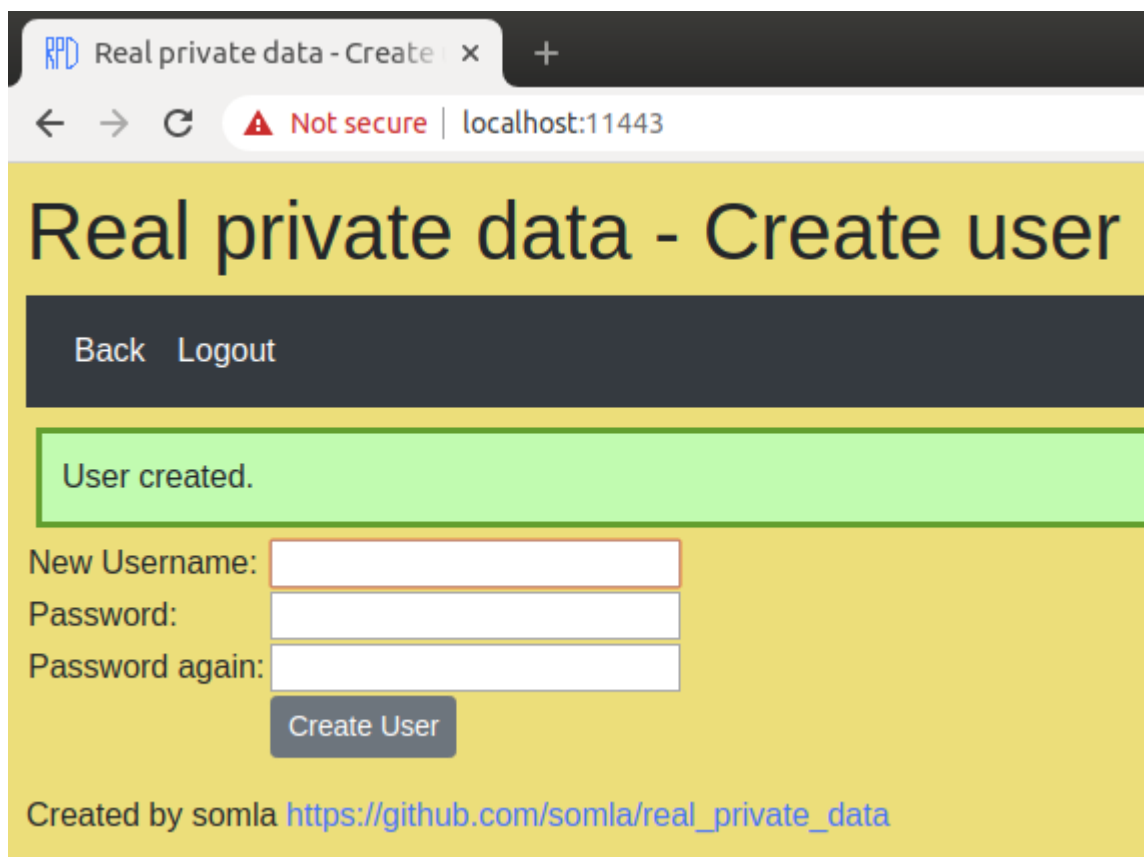 RPD Real private data - Create
Not secure | localhost:11443
Real private data - Create user
Back Logout
User created.
New Username:
Password:
Password again:
Create User
Created by somla https://github.com/somla/real_private_data